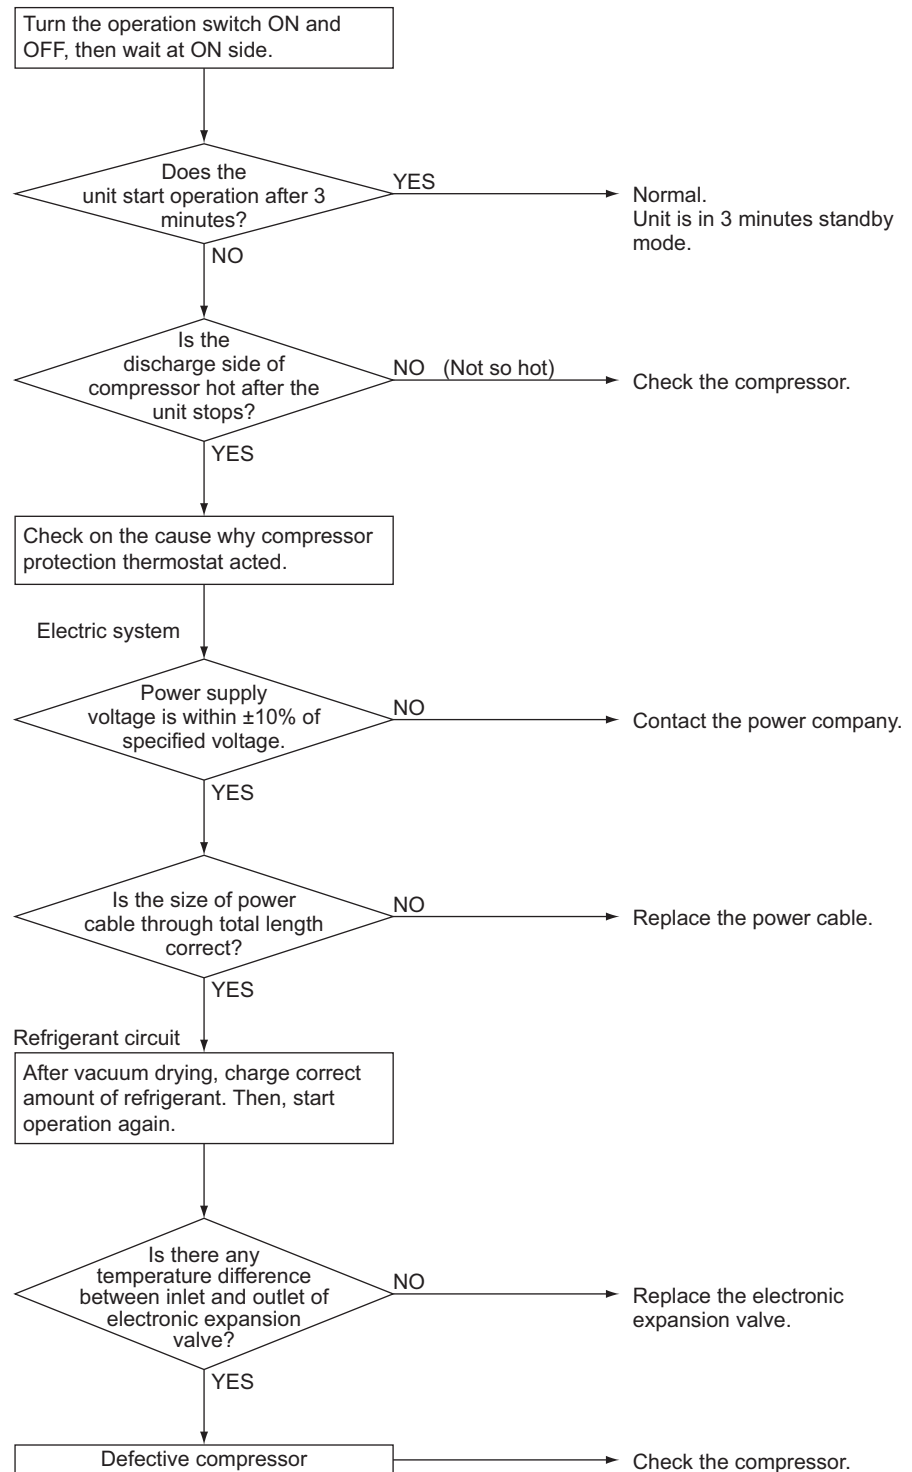 Turn the operation switch ON and
OFF, then wait at ON side.
Does the
unit start operation after 3
minutes?
YES
Normal.
Unit is in 3 minutes standby
mode.
NO
Is the
discharge side of
compressor hot after the
unit stops?
NO (Not so hot)
Check the compressor.
YES
Check on the cause why compressor
protection thermostat acted.
Electric system
Power supply
voltage is within ±10% of
specified voltage.
NO
Contact the power company.
YES
Is the size of power
cable through total length
correct?
NO
Replace the power cable.
YES
Refrigerant circuit
After vacuum drying, charge correct
amount of refrigerant. Then, start
operation again.
Is there any
temperature difference
between inlet and outlet of
electronic expansion
valve?
NO
Replace the electronic
expansion valve.
YES
Defective compressor
Check the compressor.